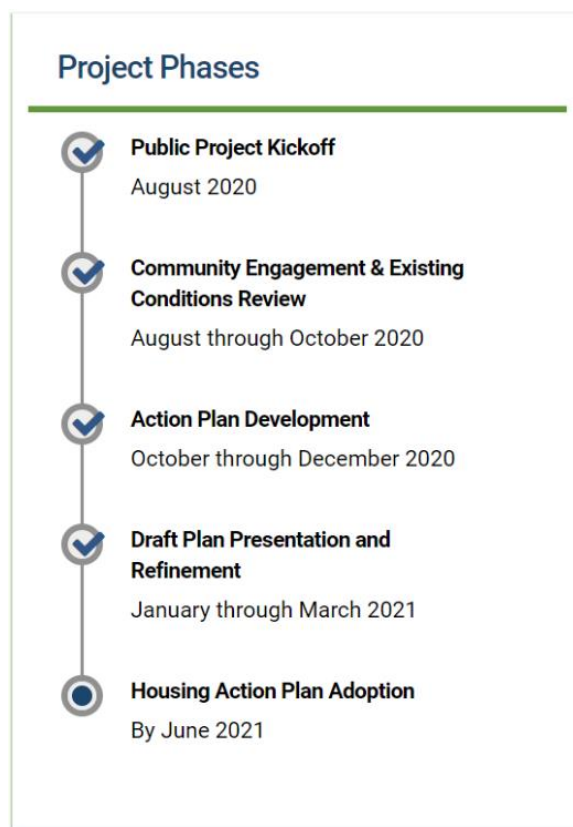 Project Phases
Public Project Kickoff
August 2020
Community Engagement & Existing
Conditions Review
August through October 2020
Action Plan Development
October through December 2020
Draft Plan Presentation and
Refinement
January through March 2021
Housing Action Plan Adoption
By June 2021